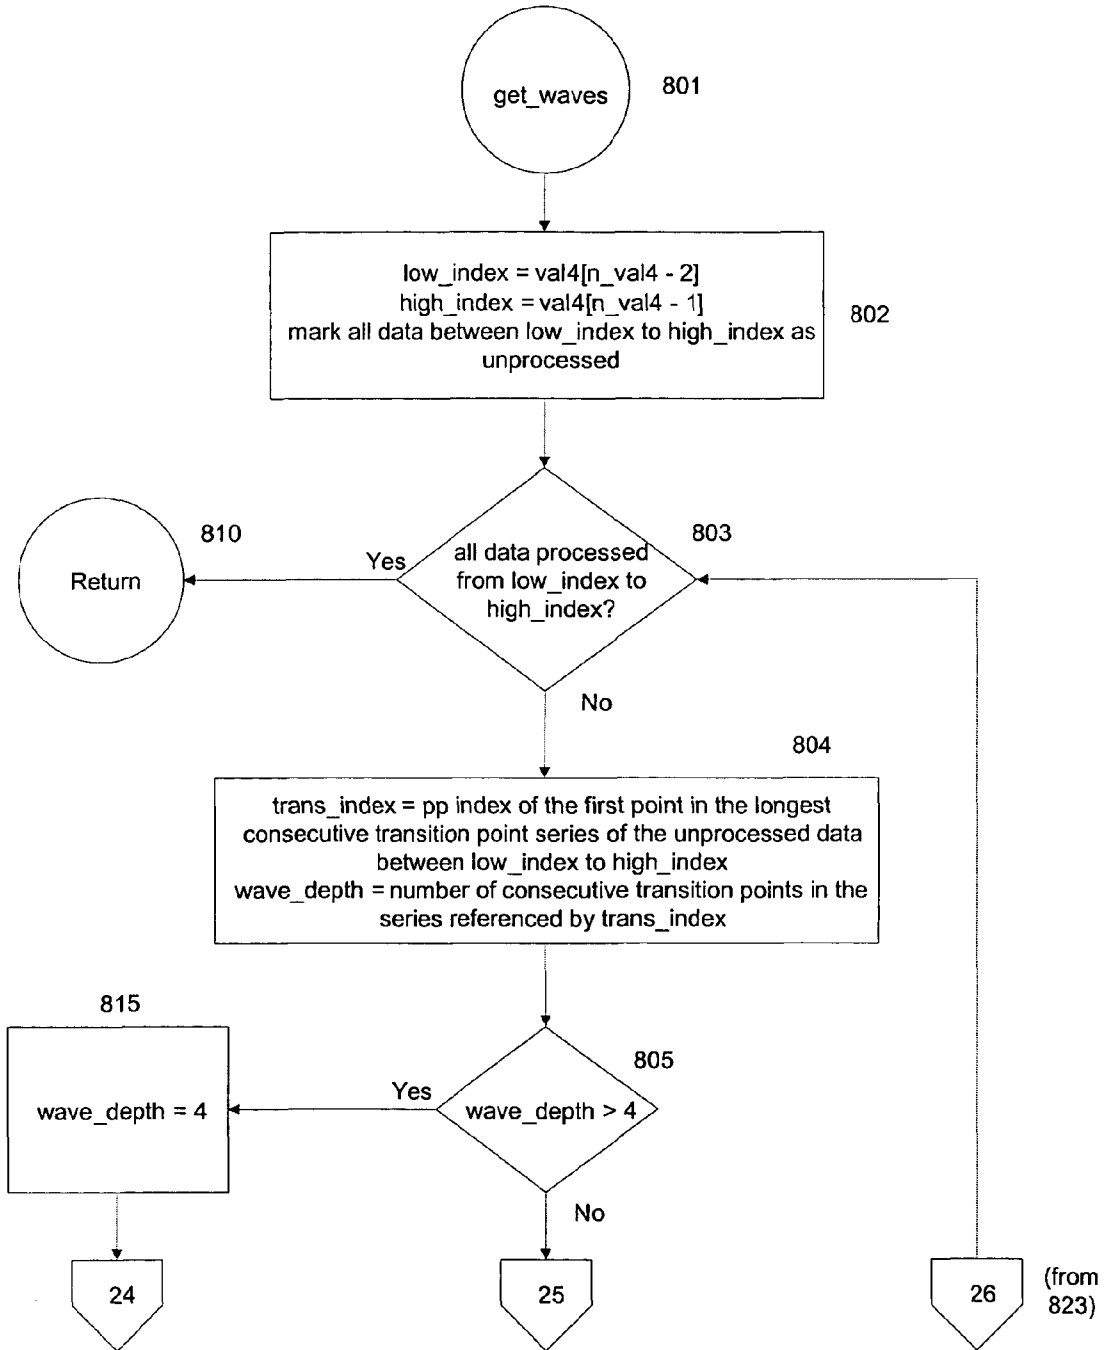 get_waves
801
low_index = val4[n_val4 - 2]
high_index = val4[n_val4 - 1]
mark all data between low_index to high_index as
unprocessed
802
810
803
Return
Yes
all data processed
from low_index to
high_index?
No
804
trans_index = pp index of the first point in the longest
consecutive transition point series of the unprocessed data
between low_index to high_index
wave_depth = number of consecutive transition points in the
series referenced by trans_index
815
805
wave_depth = 4
Yes
wave_depth > 4
No
24
25
26
(from
823)